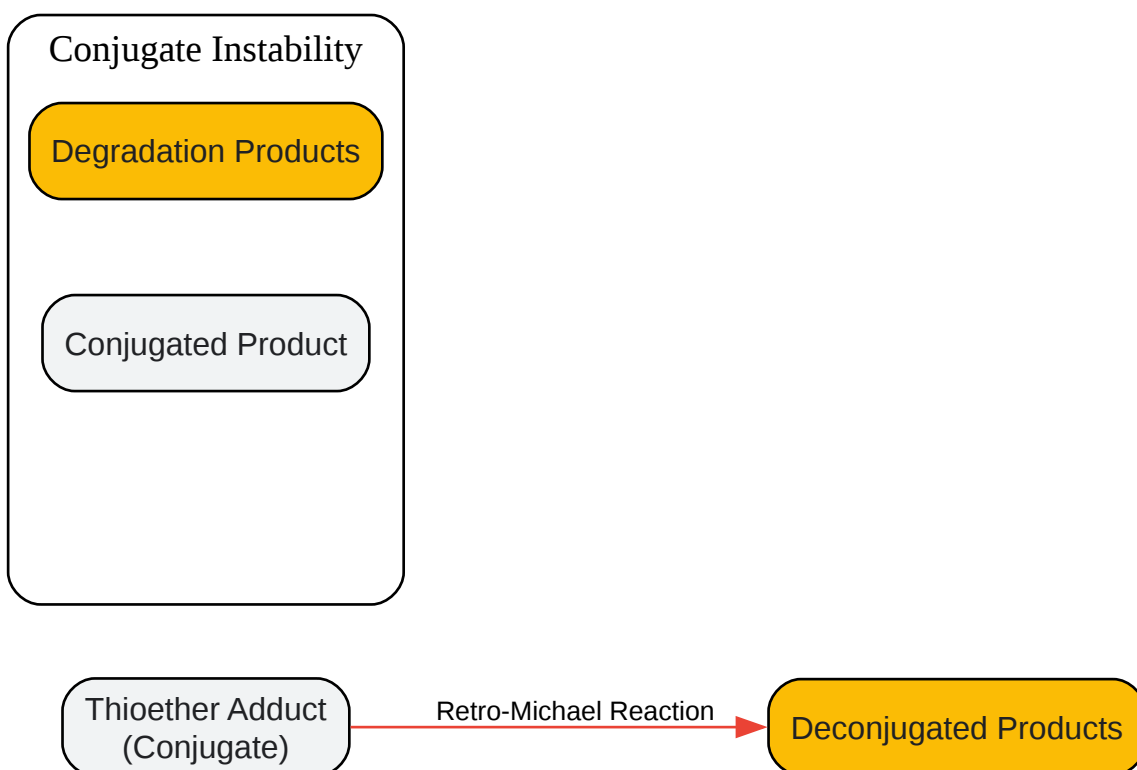 Conjugate Instability
Degradation Products
Conjugated Product
Thioether Adduct
(Conjugate)
Retro-Michael Reaction
Deconjugated Products